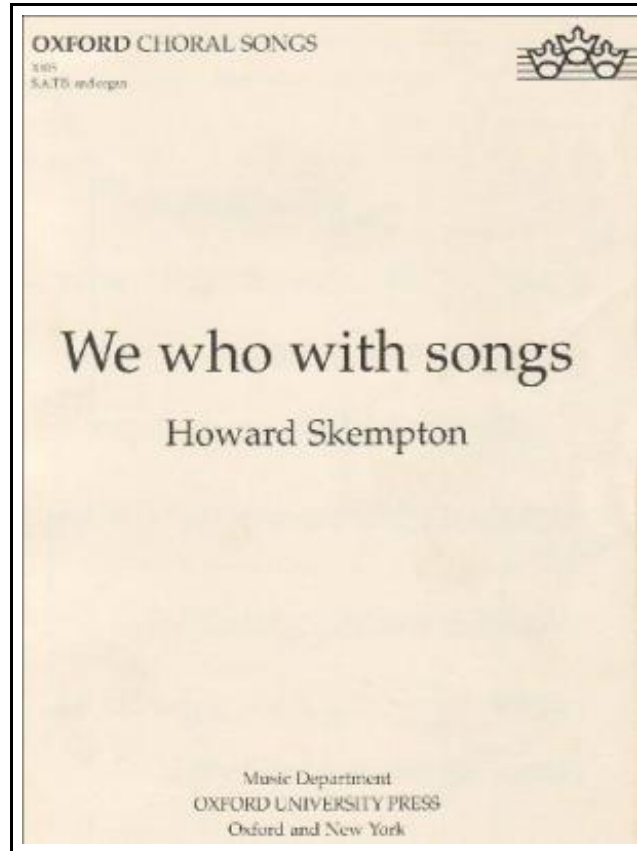 OXFORD CHORAL SONGS
S.A.T.B. and organ
We who with songs
Howard Skempton
Music Department
OXFORD UNIVERSITY PRESS
Oxford and New York